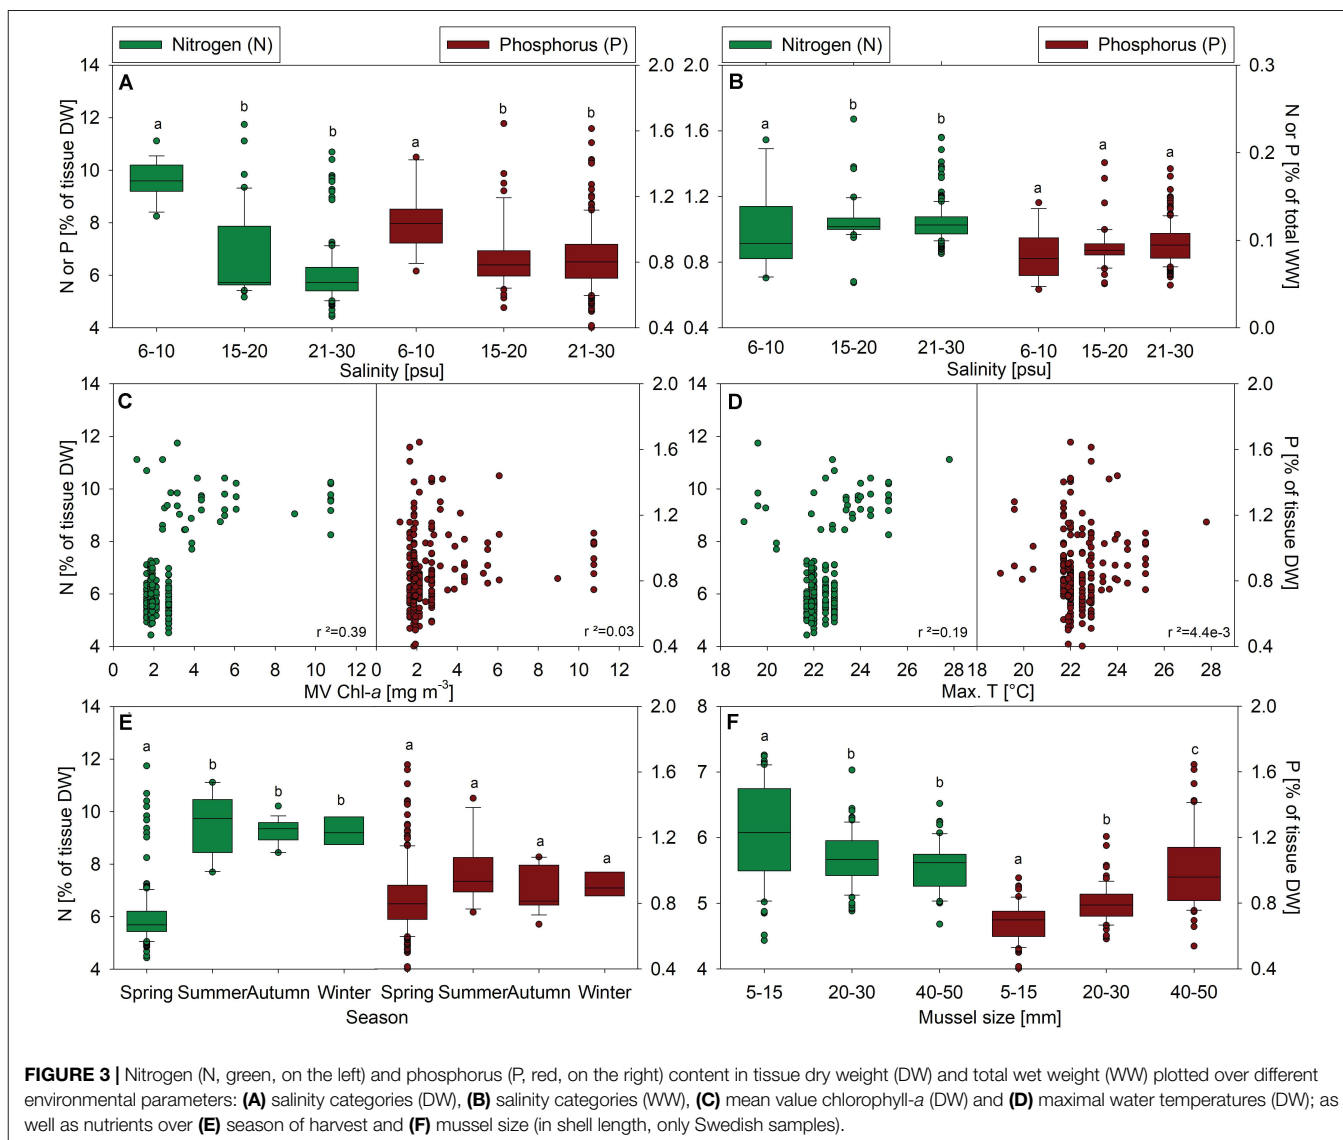 Nitrogen (N) Phosphorus (P) Nitrogen (N) Phosphorus (P)
A
N or P [% of tissue DW]
14
12
10
8
6
4
a b b a b b
2.0
1.6
1.2
0.8
0.4
6-10 15-20 21-30 6-10 15-20 21-30
Salinity [psu]
B
2.0
1.6
1.2
0.8
0.4
a b b a a a
0.3
0.2
0.1
0.0
N or P [% of total WW]
6-10 15-20 21-30 6-10 15-20 21-30
Salinity [psu]
C
N [% of tissue DW]
14
12
10
8
6
4
r ²=0.39 r ²=0.03
2.0
1.6
1.2
0.8
0.4
0 2 4 6 8 10 12 0 2 4 6 8 10 12
MV Chl-a [mg m-3]
D
14
12
10
8
6
4
r ²=0.19 r ²=4.4e-3
2.0
1.6
1.2
0.8
0.4
P [% of tissue DW]
18 20 22 24 26 28 18 20 22 24 26 28
Max. T [°C]
E
N [% of tissue DW]
14
12
10
8
6
4
a b b b a a a a
2.0
1.6
1.2
0.8
0.4
Spring Summer Autumn Winter Spring Summer Autumn Winter
Season
F
8
7
6
5
4
a b b a b c
2.0
1.6
1.2
0.8
0.4
P [% of tissue DW]
5-15 20-30 40-50 5-15 20-30 40-50
Mussel size [mm]
FIGURE 3 | Nitrogen (N, green, on the left) and phosphorus (P, red, on the right) content in tissue dry weight (DW) and total wet weight (WW) plotted over different
environmental parameters: (A) salinity categories (DW), (B) salinity categories (WW), (C) mean value chlorophyll-a (DW) and (D) maximal water temperatures (DW); as
well as nutrients over (E) season of harvest and (F) mussel size (in shell length, only Swedish samples).